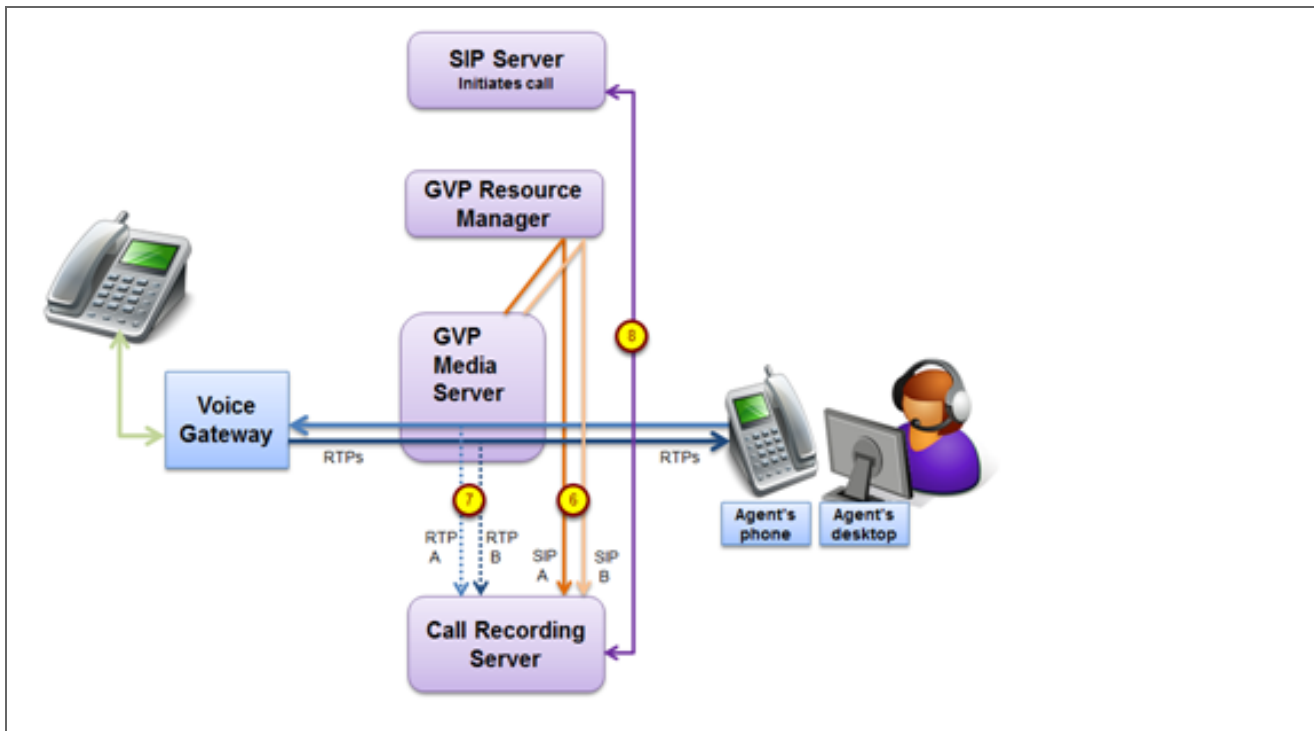 SIP Server
Initiates call
GVP Resource
Manager
8
GVP
Media
Server
Voice
Gateway
RTPs
RTPs
7
6
Agent's
phone
Agent's
desktop
RTP
A
RTP
B
SIP
A
SIP
B
Call Recording
Server